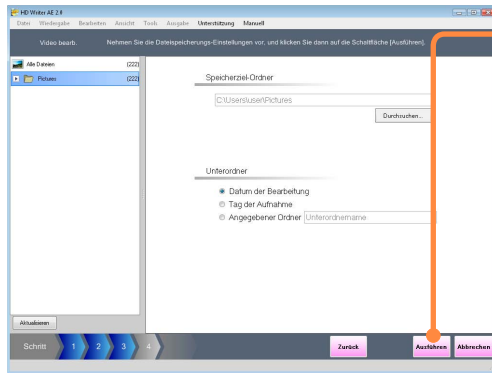 HD Writer AE 2.0
Datei Wiedergabe Bearbeiten Ansicht Tools Ausgabe Unterstützung Manuell
Video bearb. Nehmen Sie die Dateispeicherungs-Einstellungen vor, und klicken Sie dann auf die Schaltfläche [Ausführen].
Alle Dateien (222)
Pictures (222)
Speicherziel-Ordner
C:\Users\user\Pictures
Durchsuchen...
Unterordner
Datum der Bearbeitung
Tag der Aufnahme
Angegebener Ordner Unterordnername
Aktualisieren
Schritt 1 2 3 4 Zurück Ausführen Abbrechen